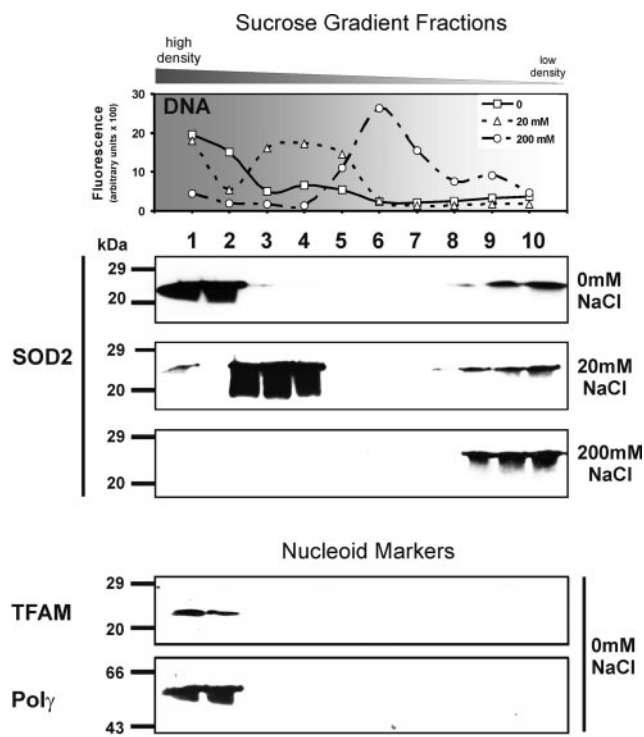 Sucrose Gradient Fractions
high density
low density
DNA
Fluorescence
(arbitrary units x 100)
30
20
10
0
0
20 mM
200 mM
kDa 1 2 3 4 5 6 7 8 9 10
SOD2
29
20
0mM
NaCl
29
20
20mM
NaCl
29
20
200mM
NaCl
Nucleoid Markers
TFAM
29
20
Polγ
66
43
0mM
NaCl